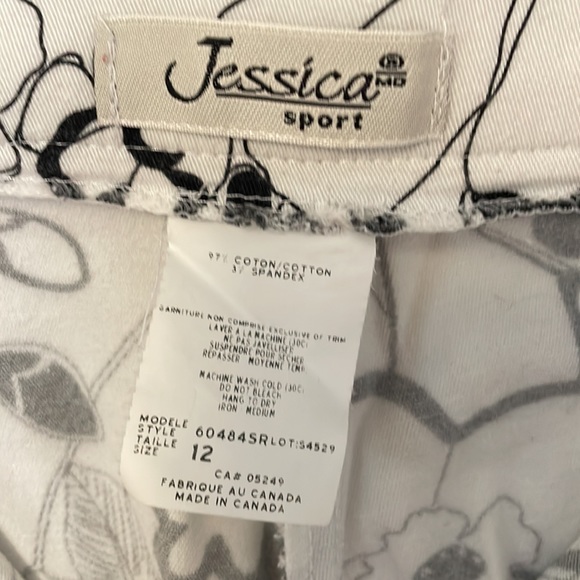 Jessica
® MD
sport
97% COTON/COTTON
3% SPANDEX
GARNITURE NON COMPRISE EXCLUSIVE OF TRIM
LAVER A LA MACHINE (30C)
NE PAS JAVELLISER
SUSPENDRE POUR SECHER
REPASSER MOYENNE TEMP
MACHINE WASH COLD (30C)
DO NOT BLEACH
HANG TO DRY
IRON MEDIUM
MODELE
STYLE 60484SR LOT:S4529
TAILLE
SIZE 12
CA# 05249
FABRIQUE AU CANADA
MADE IN CANADA